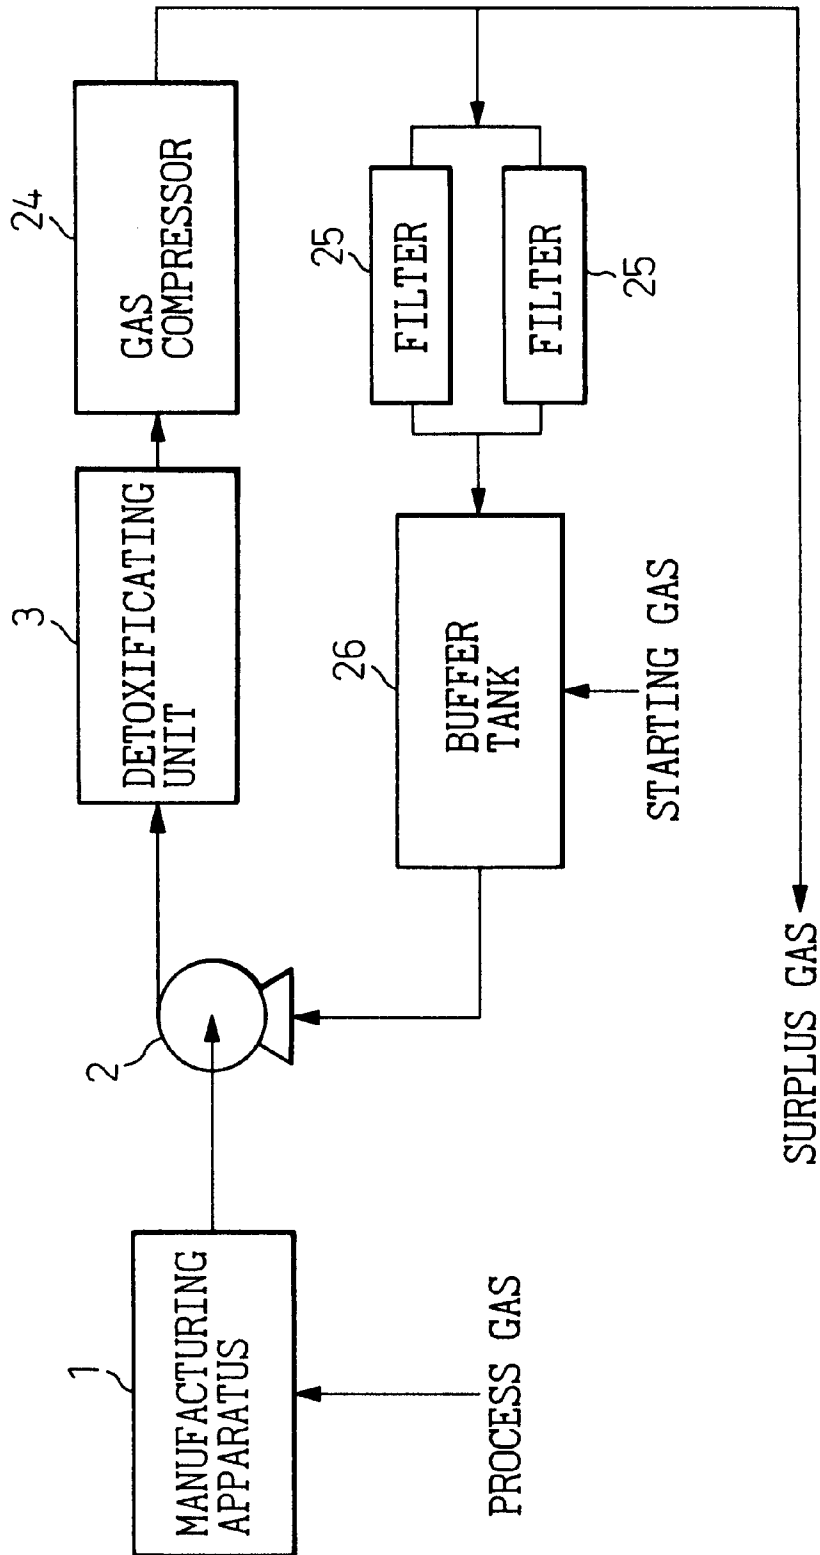 1
MANUFACTURING
APPARATUS
PROCESS GAS
2
3
DETOXIFICATING
UNIT
24
GAS
COMPRESSOR
25
FILTER
FILTER
25
26
BUFFER
TANK
STARTING GAS
SURPLUS GAS